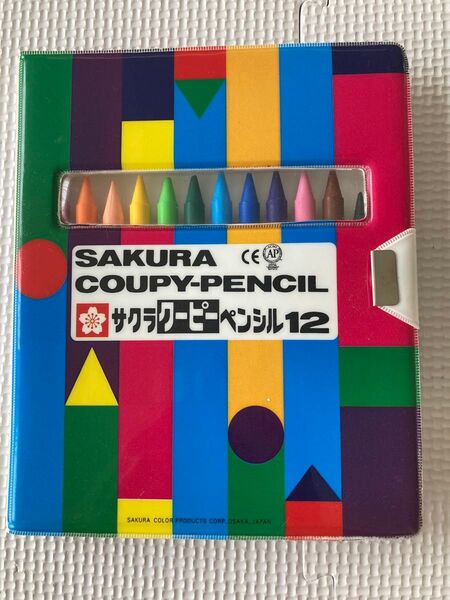 SAKURA
CE AP
COUPY-PENCIL
サクラクーピーペンシル12
SAKURA COLOR PRODUCTS CORP. OSAKA, JAPAN